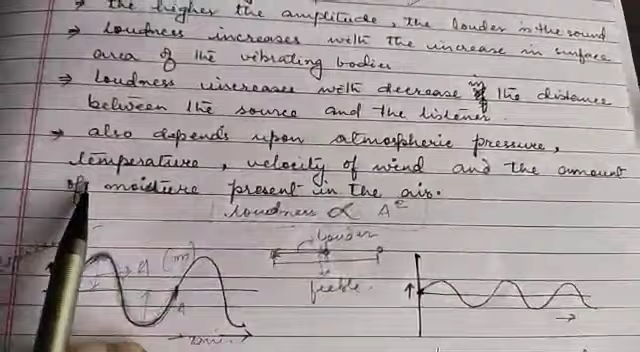 ⇒ the higher the amplitude, the louder is the sound
⇒ loudness increases with the increase in surface
area of the vibrating bodies
⇒ loudness increases with decrease in the distance
between the source and the listener.
⇒ also depends upon atmospheric pressure,
temperature, velocity of wind and the amount
of moisture present in the air.
loudness ∝ A²
(m)
louder
feeble.
A